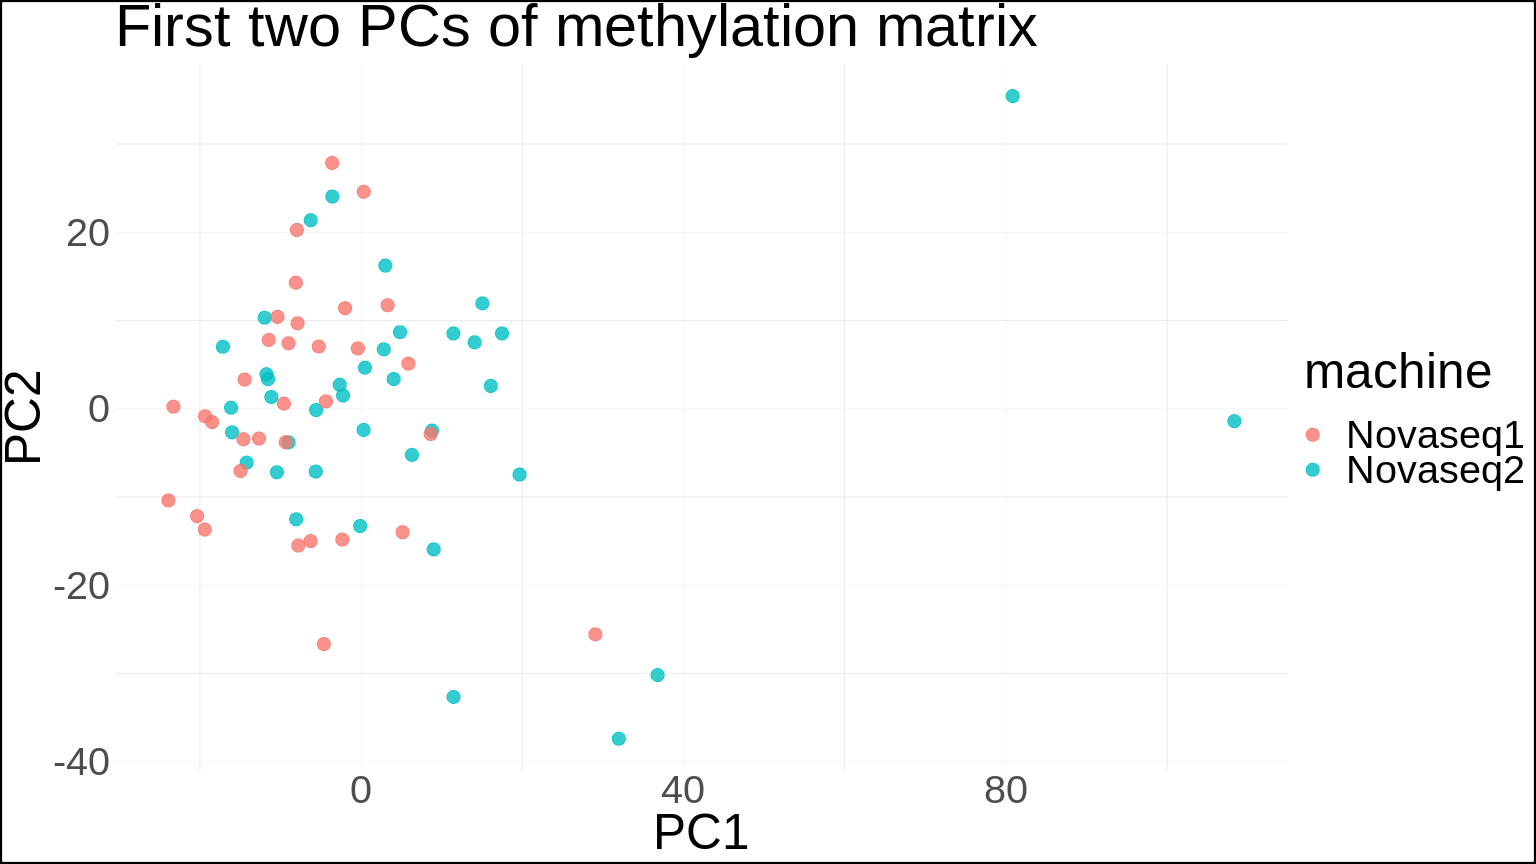 First two PCs of methylation matrix
PC2
20
0
-20
-40
0 40 80
PC1
machine
Novaseq1
Novaseq2